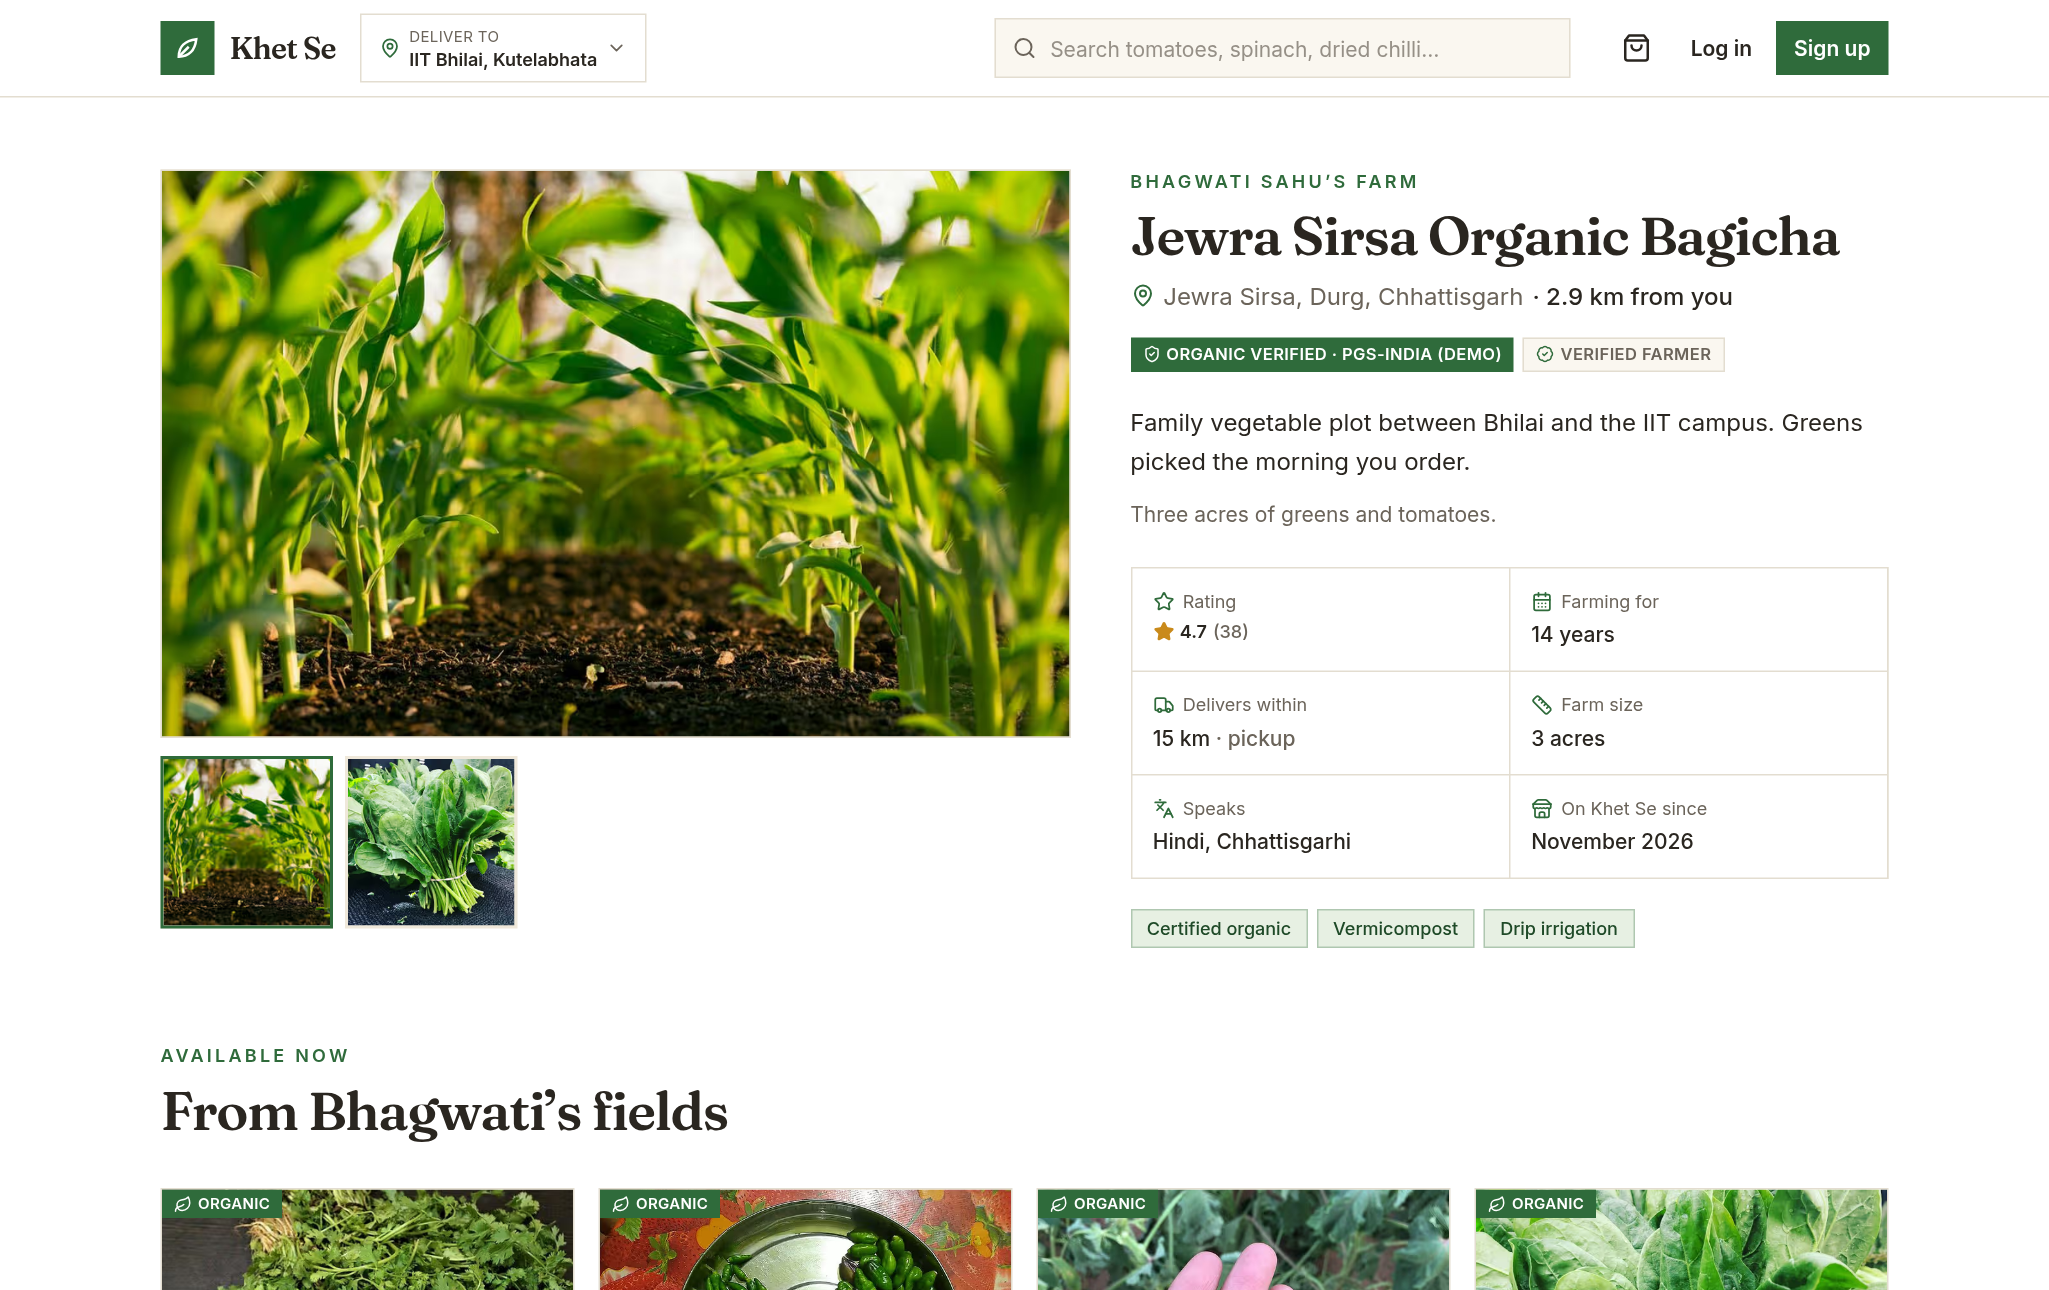 Khet Se
DELIVER TO
IIT Bhilai, Kutelabhata
Search tomatoes, spinach, dried chilli...
Log in
Sign up
BHAGWATI SAHU’S FARM
Jewra Sirsa Organic Bagicha
Jewra Sirsa, Durg, Chhattisgarh · 2.9 km from you
ORGANIC VERIFIED · PGS-INDIA (DEMO)
VERIFIED FARMER
Family vegetable plot between Bhilai and the IIT campus. Greens
picked the morning you order.
Three acres of greens and tomatoes.
Rating
4.7 (38)
Farming for
14 years
Delivers within
15 km · pickup
Farm size
3 acres
Speaks
Hindi, Chhattisgarhi
On Khet Se since
November 2026
Certified organic
Vermicompost
Drip irrigation
AVAILABLE NOW
From Bhagwati’s fields
ORGANIC
ORGANIC
ORGANIC
ORGANIC